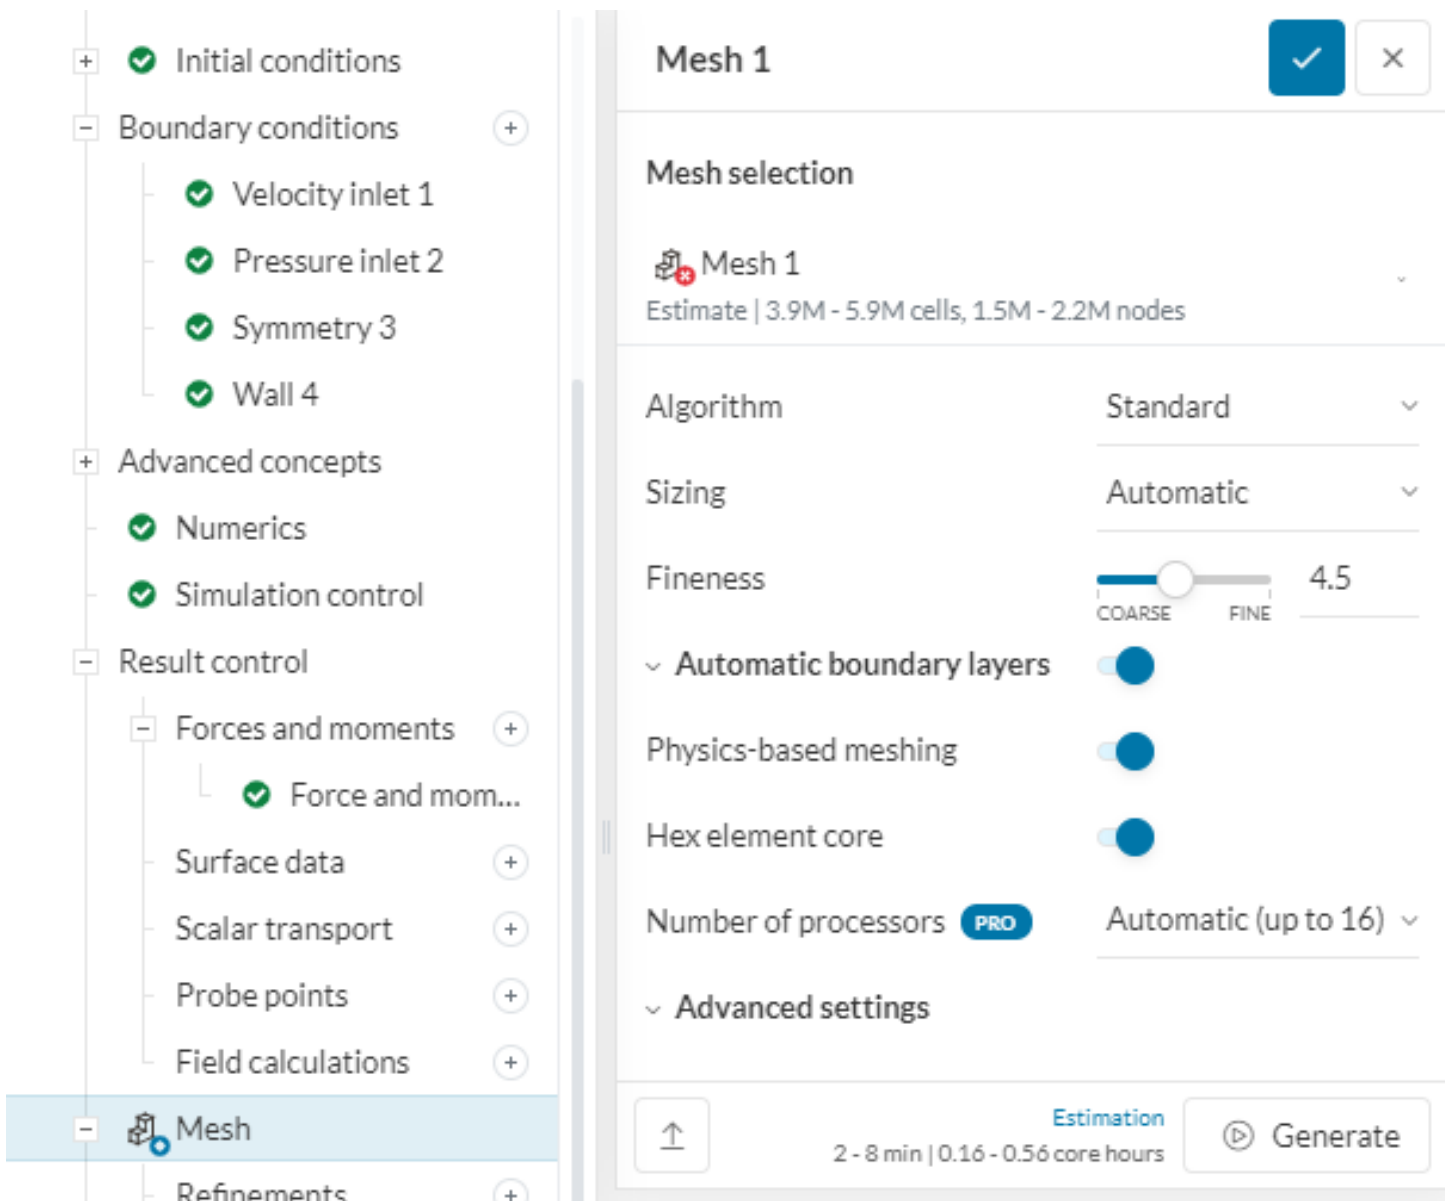 Initial conditions
Boundary conditions
Velocity inlet 1
Pressure inlet 2
Symmetry 3
Wall 4
Advanced concepts
Numerics
Simulation control
Result control
Forces and moments
Force and mom...
Surface data
Scalar transport
Probe points
Field calculations
Mesh
Refinements
Mesh 1
Mesh selection
Mesh 1
Estimate | 3.9M - 5.9M cells, 1.5M - 2.2M nodes
Algorithm Standard
Sizing Automatic
Fineness 4.5
COARSE FINE
Automatic boundary layers
Physics-based meshing
Hex element core
Number of processors PRO Automatic (up to 16)
Advanced settings
Estimation
2 - 8 min | 0.16 - 0.56 core hours
Generate